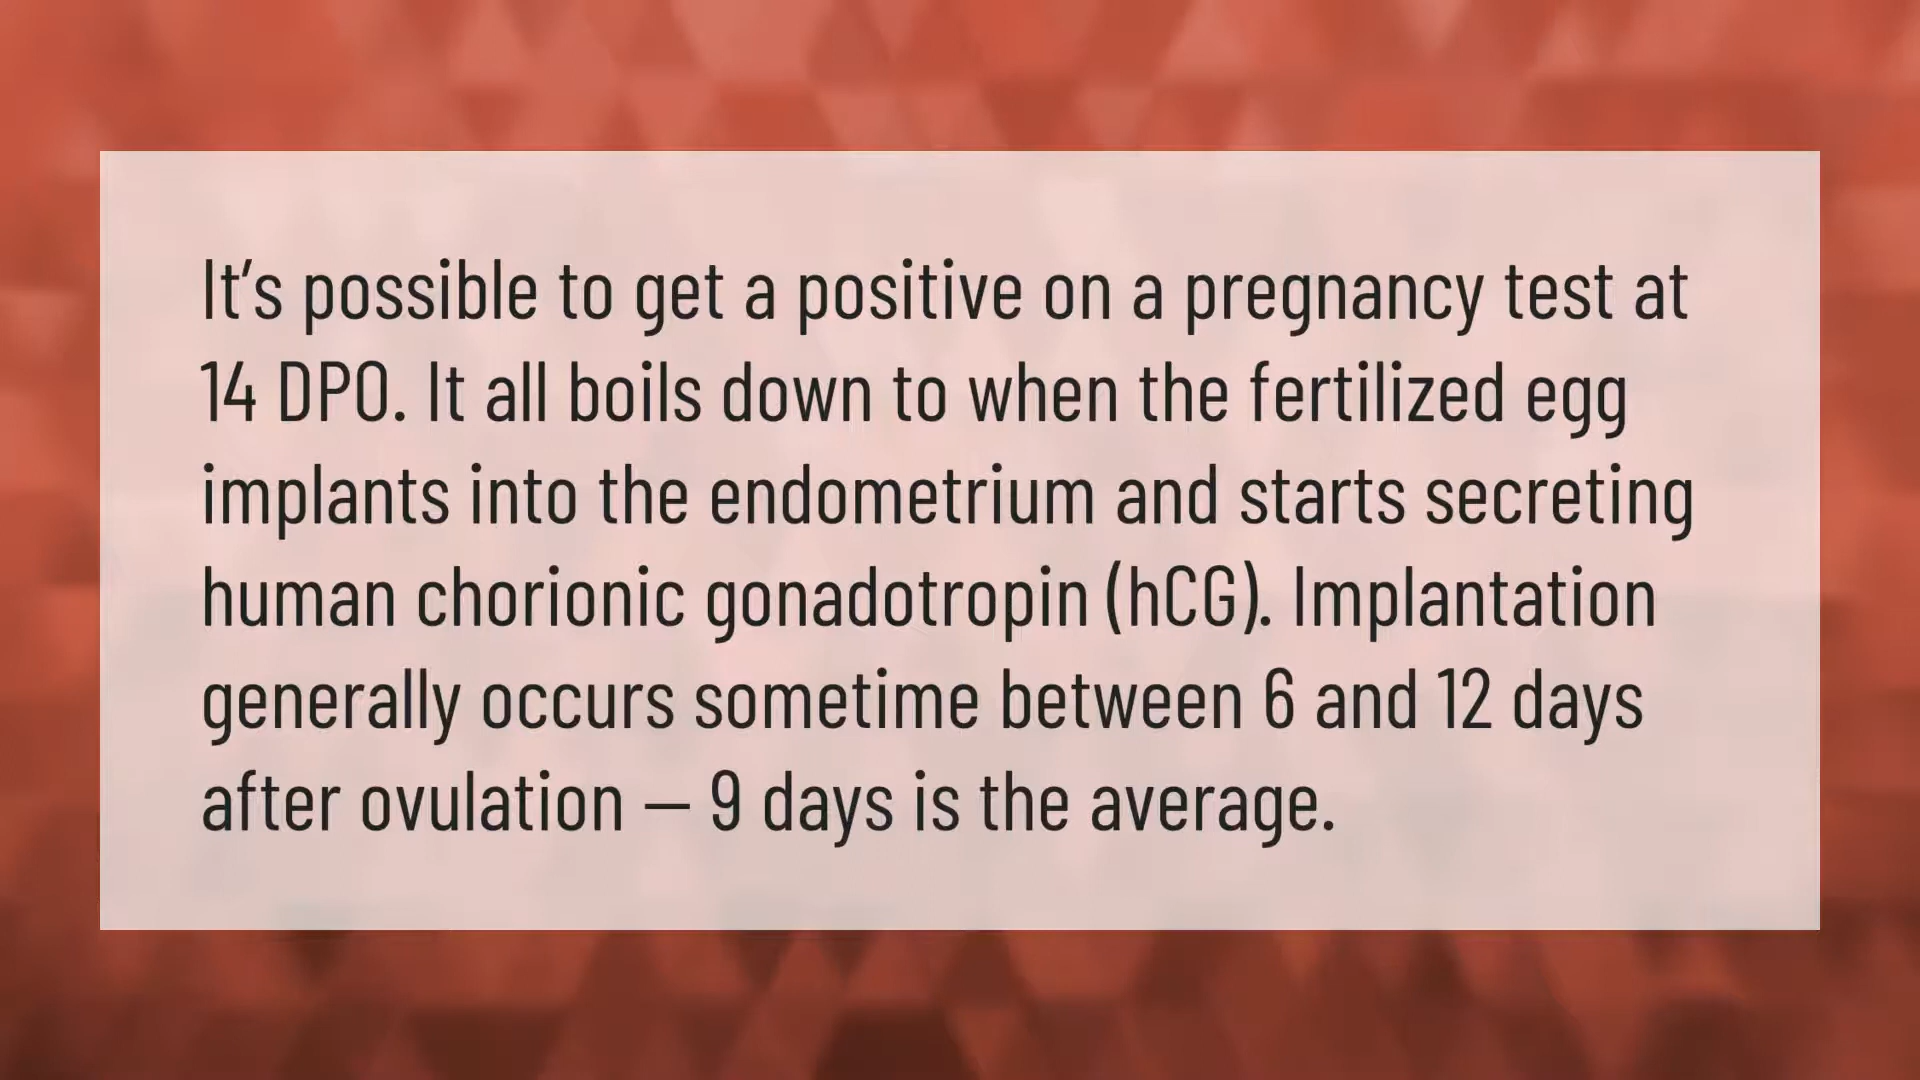 It’s possible to get a positive on a pregnancy test at
14 DPO. It all boils down to when the fertilized egg
implants into the endometrium and starts secreting
human chorionic gonadotropin (hCG). Implantation
generally occurs sometime between 6 and 12 days
after ovulation — 9 days is the average.